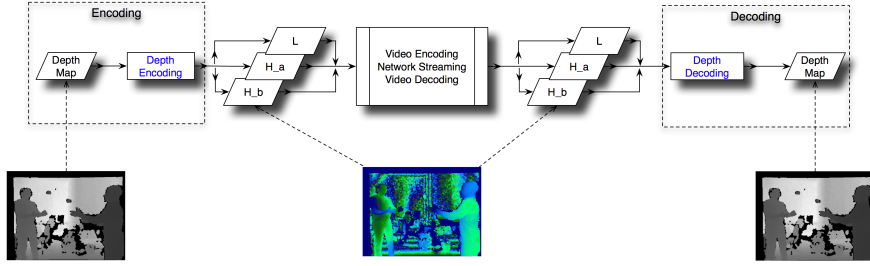 Encoding
Decoding
Depth
Map
Depth
Encoding
L
H_a
H_b
Video Encoding
Network Streaming
Video Decoding
L
H_a
H_b
Depth
Decoding
Depth
Map